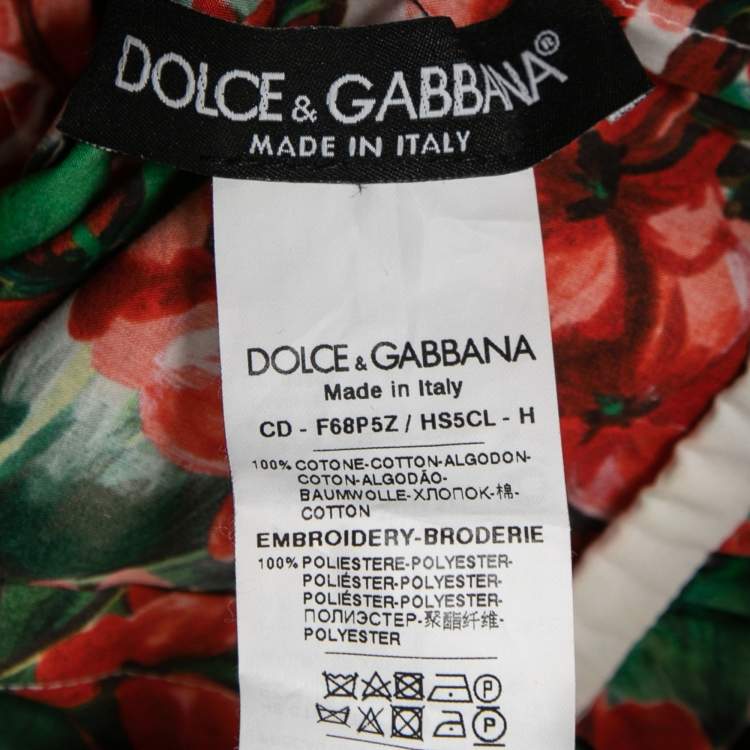 DOLCE & GABBANA®
MADE IN ITALY
DOLCE & GABBANA
Made in Italy
CD - F68P5Z / HS5CL - H
100% COTONE-COTTON-ALGODON-
COTON-ALGODÃO-
BAUMWOLLE-ХЛОПОК-棉-
COTTON
EMBROIDERY-BRODERIE
100% POLIESTERE-POLYESTER-
POLIÉSTER-POLYESTER-
POLIÉSTER-POLYESTER-
ПОЛИЭСТЕР-聚酯纤维-
POLYESTER
P
P